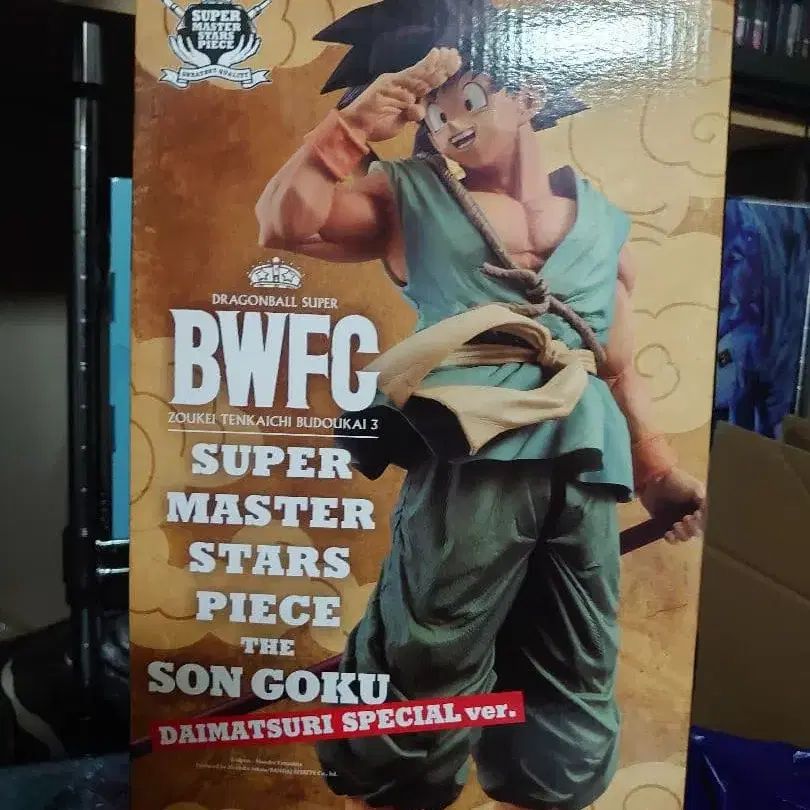 SUPER
MASTER
STARS
PIECE
GREATEST QUALITY
DRAGONBALL SUPER
BWFC
ZOUKEI TENKAICHI BUDOUKAI 3
SUPER
MASTER
STARS
PIECE
THE
SON GOKU
DAIMATSURI SPECIAL ver.